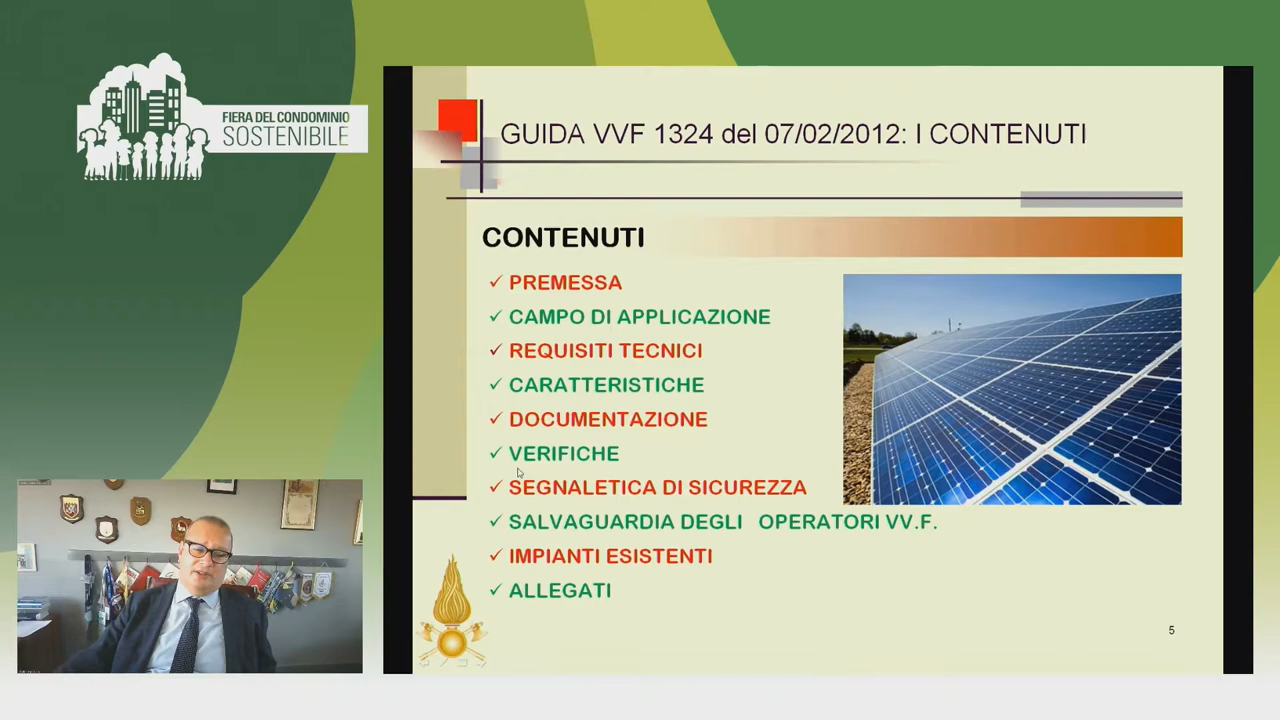 FIERA DEL CONDOMINIO
SOSTENIBILE
GUIDA VVF 1324 del 07/02/2012: I CONTENUTI
CONTENUTI
✓ PREMESSA
✓ CAMPO DI APPLICAZIONE
✓ REQUISITI TECNICI
✓ CARATTERISTICHE
✓ DOCUMENTAZIONE
✓ VERIFICHE
✓ SEGNALETICA DI SICUREZZA
✓ SALVAGUARDIA DEGLI OPERATORI VV.F.
✓ IMPIANTI ESISTENTI
✓ ALLEGATI
5